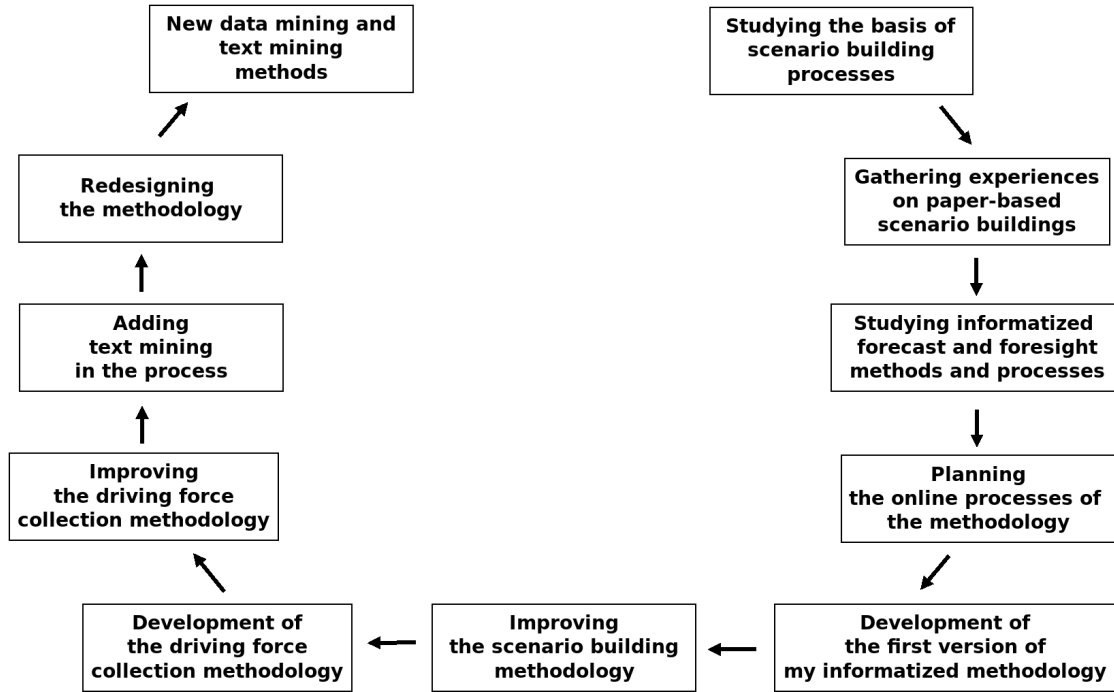 New data mining and
text mining
methods
Studying the basis of
scenario building
processes
Redesigning
the methodology
Gathering experiences
on paper-based
scenario buildings
Adding
text mining
in the process
Studying informatized
forecast and foresight
methods and processes
Improving
the driving force
collection methodology
Planning
the online processes of
the methodology
Development of
the driving force
collection methodology
Improving
the scenario building
methodology
Development of
the first version of
my informatized methodology